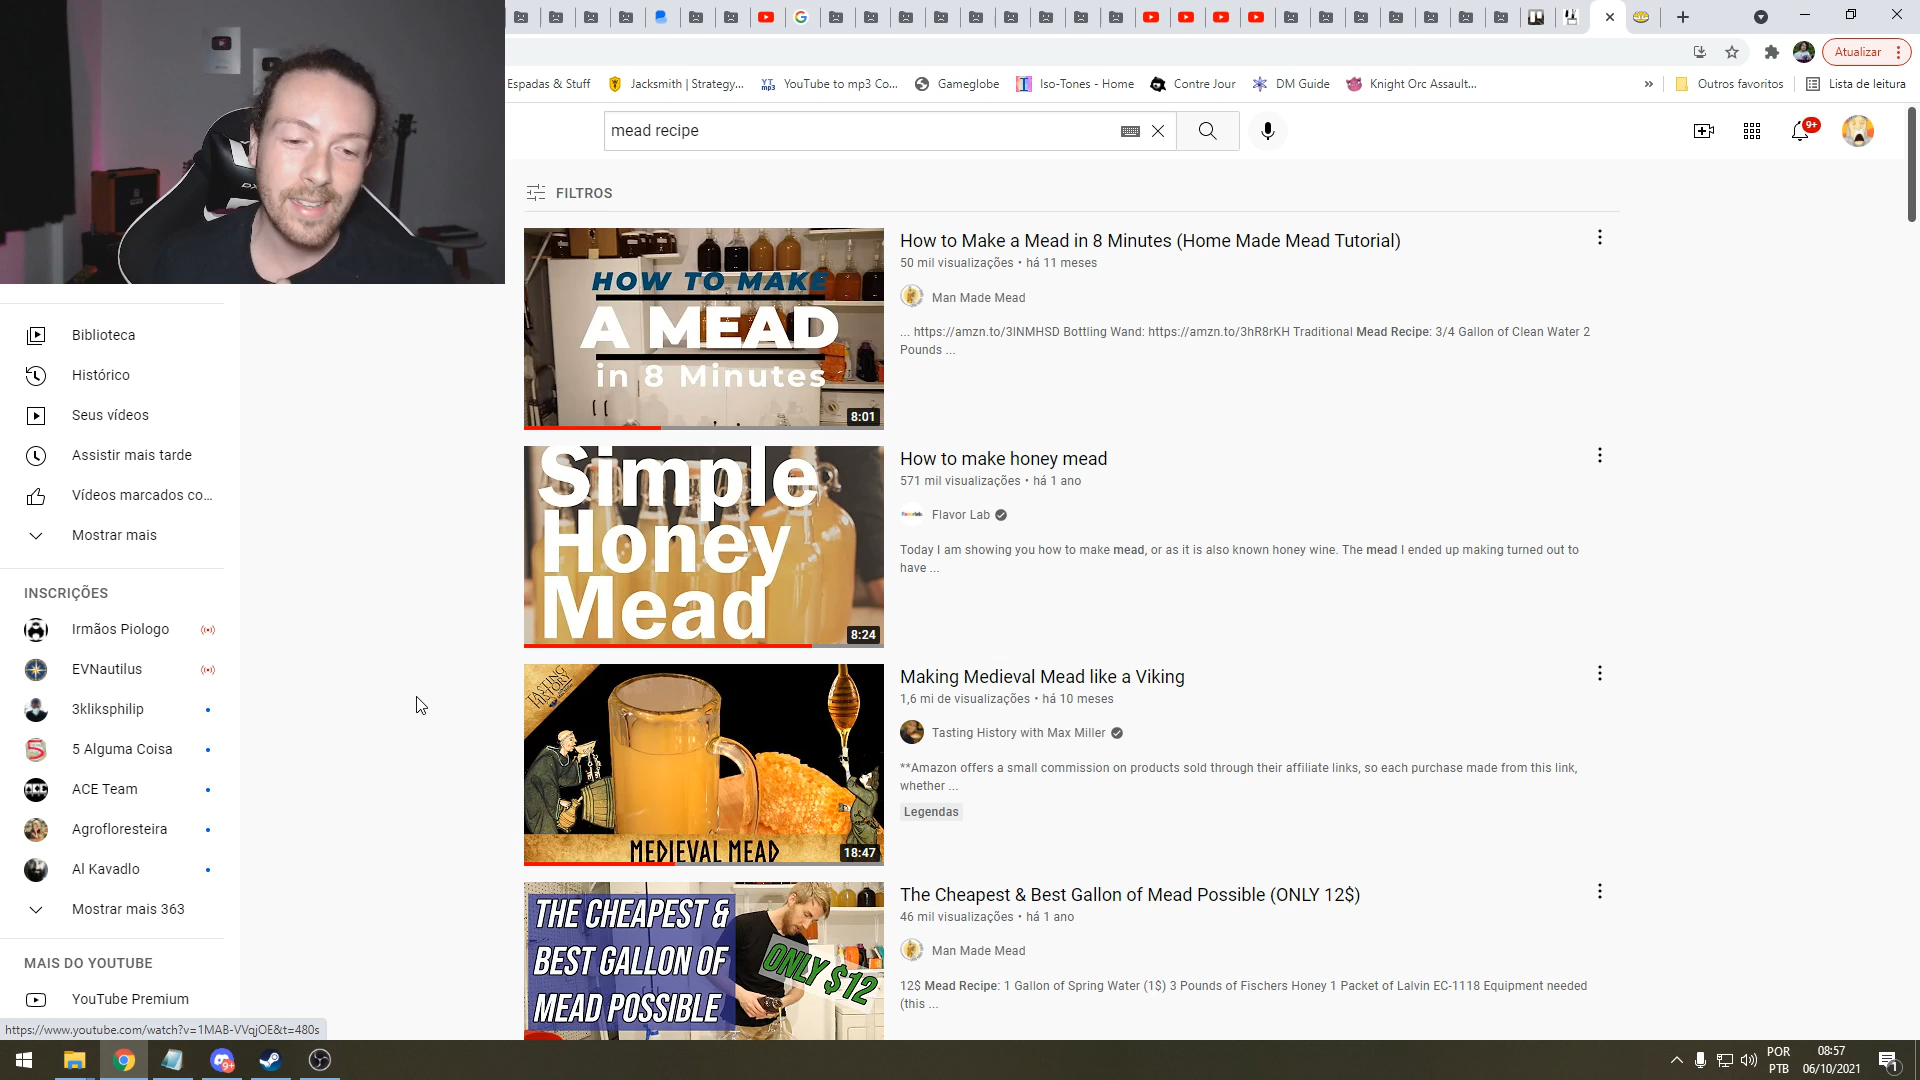 Atualizar
Espadas & Stuff
Jacksmith | Strategy...
YT
mp3
YouTube to mp3 Co...
Gameglobe
Iso-Tones - Home
Contre Jour
DM Guide
Knight Orc Assault...
»
Outros favoritos
Lista de leitura
mead recipe
9+
FILTROS
HOW TO MAKE
A MEAD
in 8 Minutes
8:01
How to Make a Mead in 8 Minutes (Home Made Mead Tutorial)
50 mil visualizações • há 11 meses
Man Made Mead
... https://amzn.to/3lNMHSD Bottling Wand: https://amzn.to/3hR8rKH Traditional Mead Recipe: 3/4 Gallon of Clean Water 2
Pounds ...
Simple
Honey
Mead
8:24
How to make honey mead
571 mil visualizações • há 1 ano
Flavor Lab
Today I am showing you how to make mead, or as it is also known honey wine. The mead I ended up making turned out to
have ...
TASTING
HISTORY
MEDIEVAL MEAD
18:47
Making Medieval Mead like a Viking
1,6 mi de visualizações • há 10 meses
Tasting History with Max Miller
**Amazon offers a small commission on products sold through their affiliate links, so each purchase made from this link,
whether ...
Legendas
THE CHEAPEST &
BEST GALLON OF
MEAD POSSIBLE
ONLY $12
The Cheapest & Best Gallon of Mead Possible (ONLY 12$)
46 mil visualizações • há 1 ano
Man Made Mead
12$ Mead Recipe: 1 Gallon of Spring Water (1$) 3 Pounds of Fischers Honey 1 Packet of Lalvin EC-1118 Equipment needed
(this ...
Biblioteca
Histórico
Seus vídeos
Assistir mais tarde
Vídeos marcados co...
Mostrar mais
INSCRIÇÕES
Irmãos Piologo
EVNautilus
3kliksphilip
5 Alguma Coisa
ACE Team
Agrofloresteira
Al Kavadlo
Mostrar mais 363
MAIS DO YOUTUBE
YouTube Premium
https://www.youtube.com/watch?v=1MAB-VVqjOE&t=480s
9+
POR
PTB
08:57
06/10/2021
1